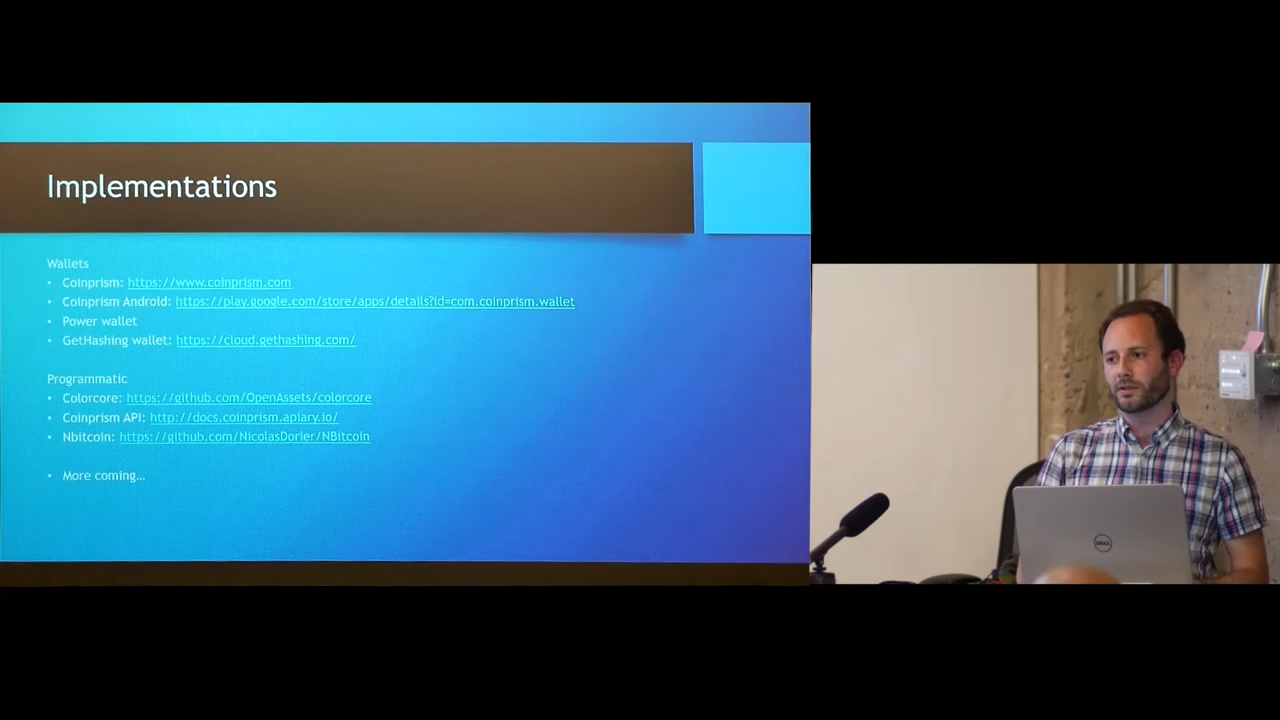 Implementations
Wallets
• Coinprism: https://www.coinprism.com
• Coinprism Android: https://play.google.com/store/apps/details?id=com.coinprism.wallet
• Power wallet
• GetHashing wallet: https://cloud.gethashing.com/
Programmatic
• Colorcore: https://github.com/OpenAssets/colorcore
• Coinprism API: http://docs.coinprism.apiary.io/
• Nbitcoin: https://github.com/NicolasDorier/NBitcoin
• More coming…
DELL